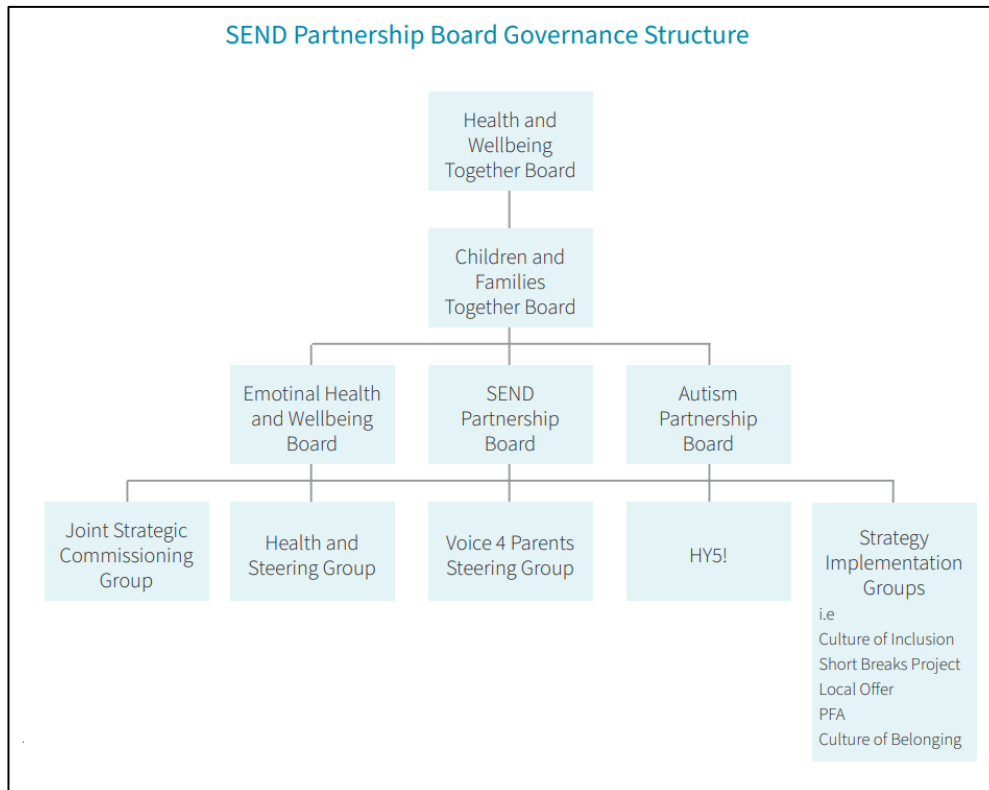 SEND Partnership Board Governance Structure
Health and
Wellbeing
Together Board
Children and
Families
Together Board
Emotinal Health
and Wellbeing
Board
SEND
Partnership
Board
Autism
Partnership
Board
Joint Strategic
Commissioning
Group
Health and
Steering Group
Voice 4 Parents
Steering Group
HY5!
Strategy
Implementation
Groups
i.e
Culture of Inclusion
Short Breaks Project
Local Offer
PFA
Culture of Belonging